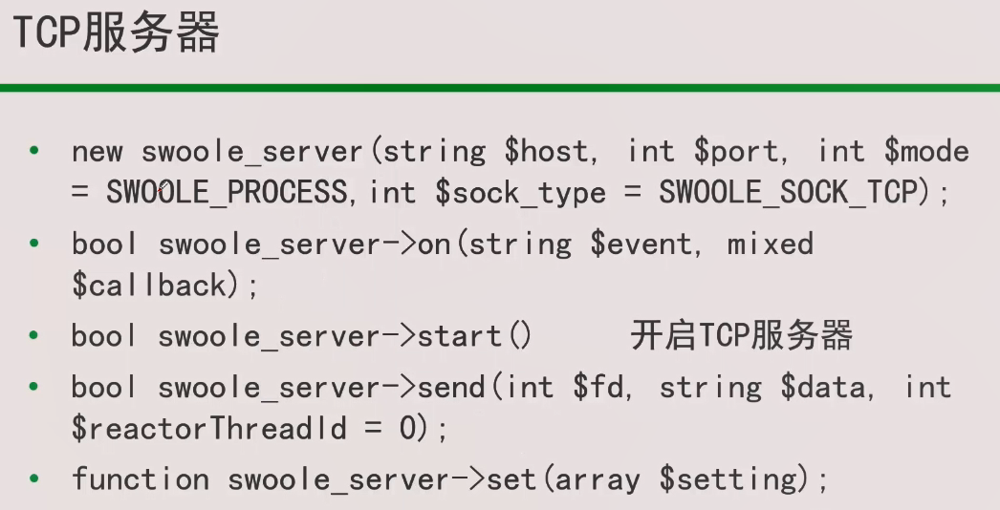 TCP服务器
• new swoole_server(string $host, int $port, int $mode
= SWOOLE_PROCESS,int $sock_type = SWOOLE_SOCK_TCP);
• bool swoole_server->on(string $event, mixed
$callback);
• bool swoole_server->start() 开启TCP服务器
• bool swoole_server->send(int $fd, string $data, int
$reactorThreadId = 0);
• function swoole_server->set(array $setting);